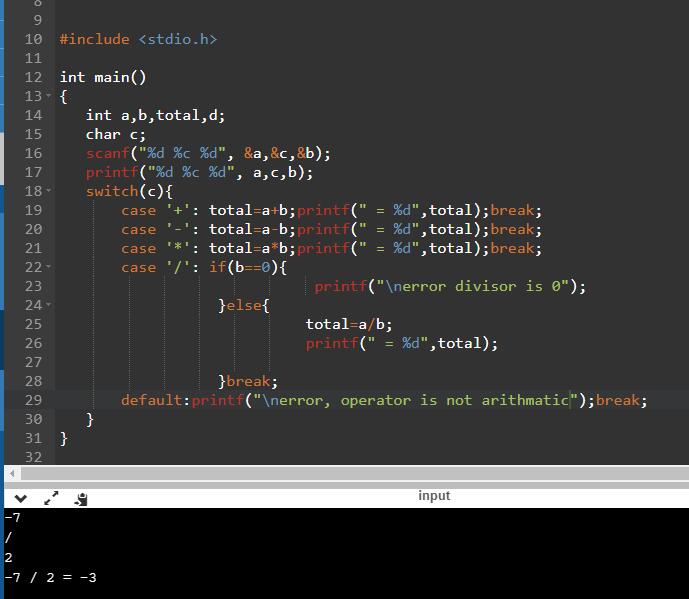 8
9
10 #include <stdio.h>
11
12 int main()
13 {
14 int a,b,total,d;
15 char c;
16 scanf("%d %c %d", &a,&c,&b);
17 printf("%d %c %d", a,c,b);
18 switch(c){
19 case '+': total=a+b;printf(" = %d",total);break;
20 case '-': total=a-b;printf(" = %d",total);break;
21 case '*': total=a*b;printf(" = %d",total);break;
22 case '/': if(b==0){
23 printf("\nerror divisor is 0");
24 }else{
25 total=a/b;
26 printf(" = %d",total);
27
28 }break;
29 default:printf("\nerror, operator is not arithmatic");break;
30 }
31 }
32
input
-7
/
2
-7 / 2 = -3